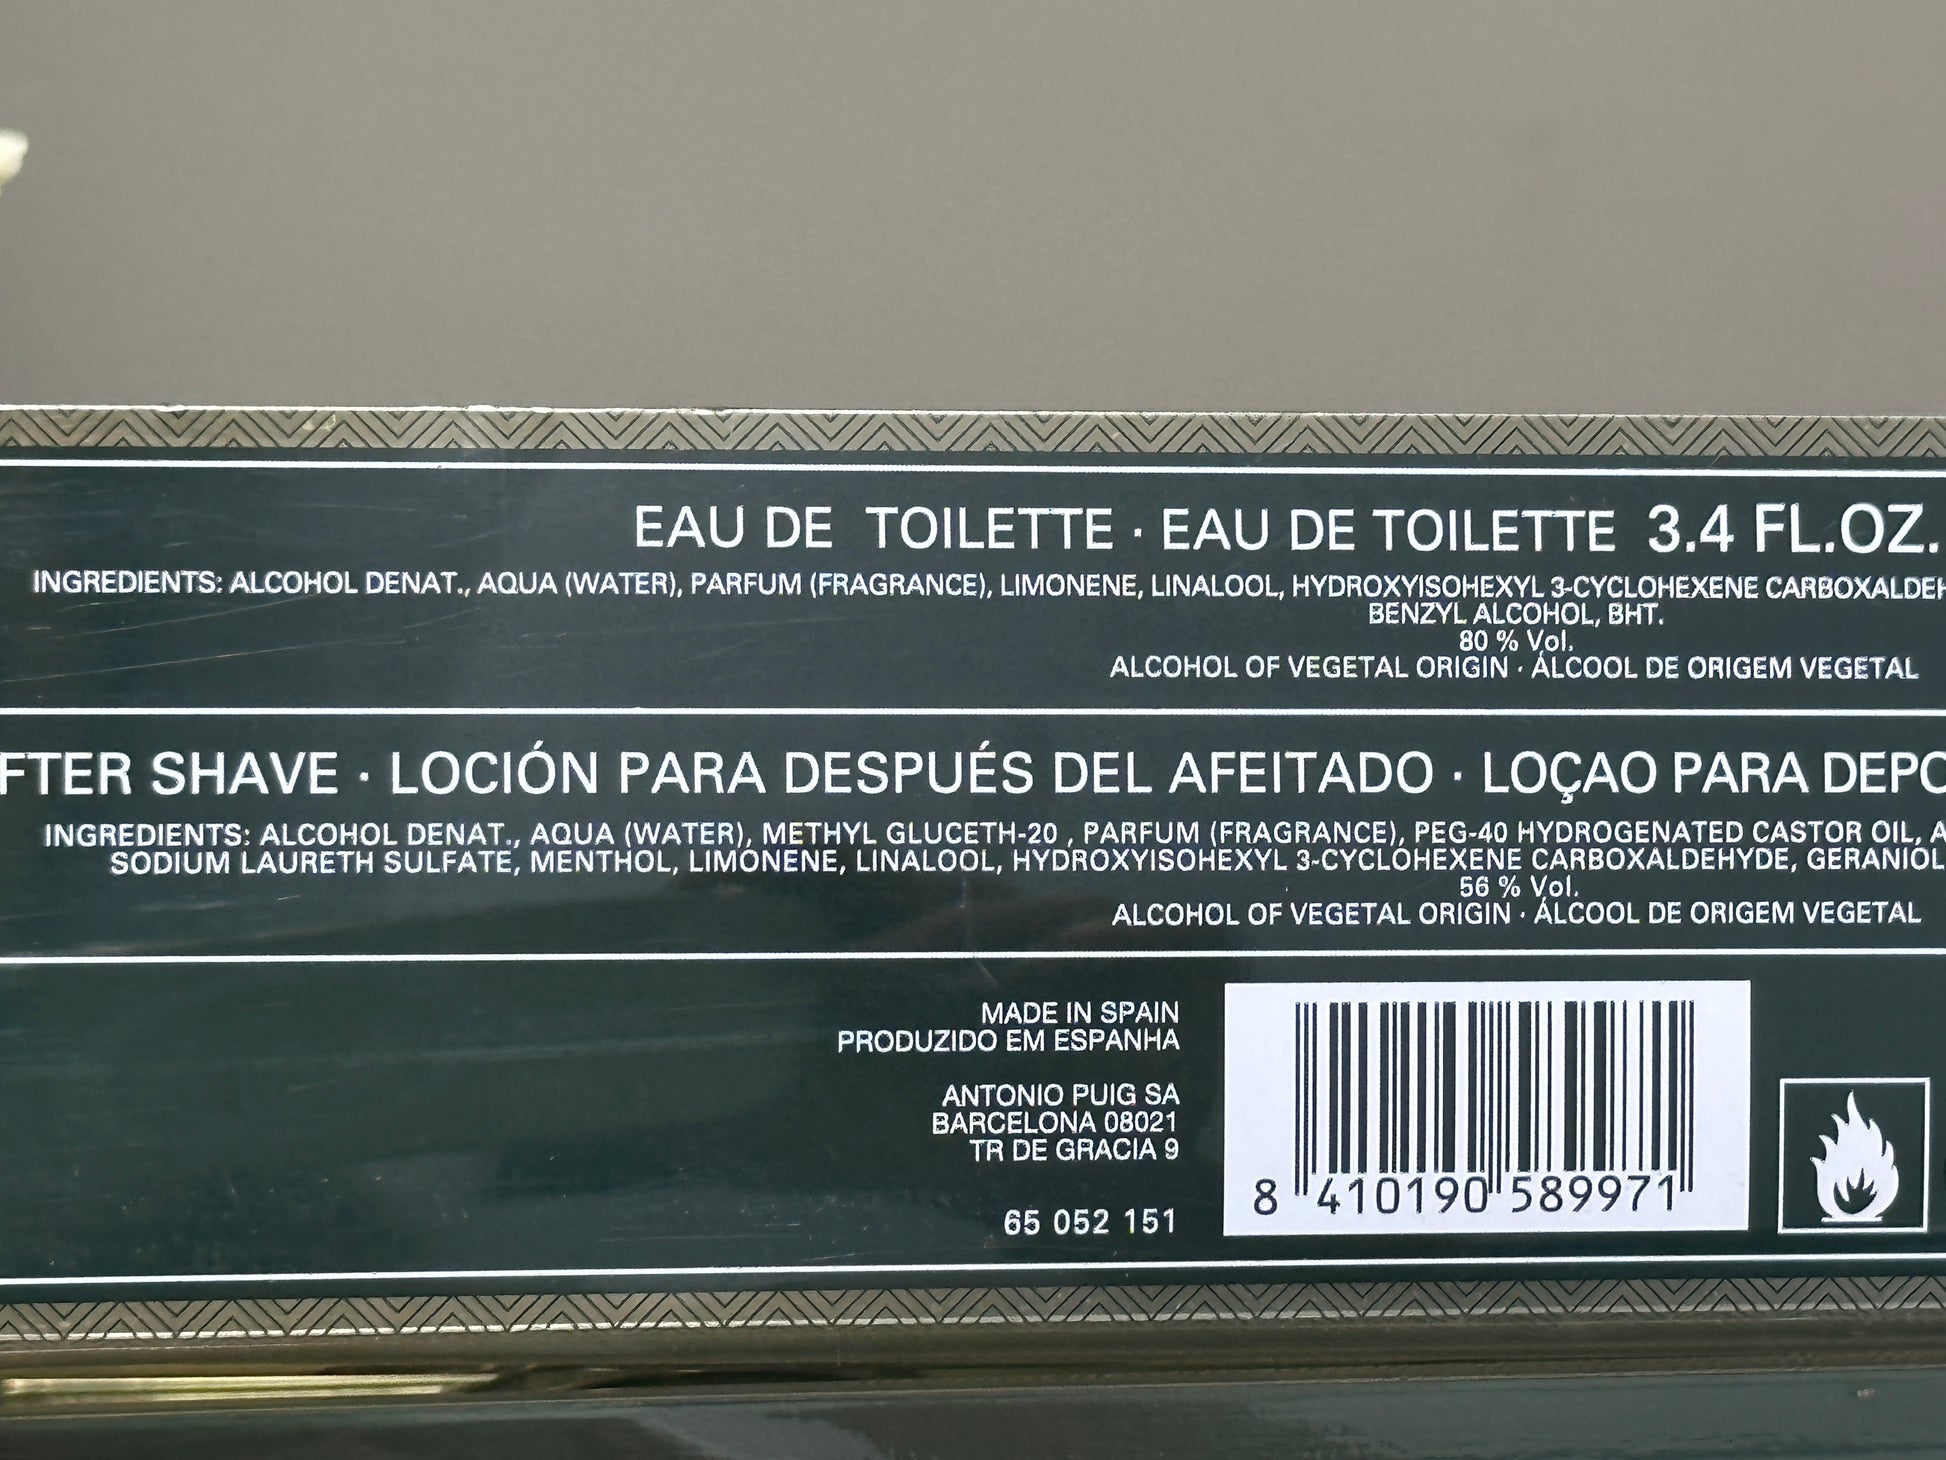 EAU DE TOILETTE · EAU DE TOILETTE 3.4 FL.OZ.
INGREDIENTS: ALCOHOL DENAT., AQUA (WATER), PARFUM (FRAGRANCE), LIMONENE, LINALOOL, HYDROXYISOHEXYL 3-CYCLOHEXENE CARBOXALDEH
BENZYL ALCOHOL, BHT.
80 % Vol.
ALCOHOL OF VEGETAL ORIGIN · ÁLCOOL DE ORIGEM VEGETAL
FTER SHAVE · LOCIÓN PARA DESPUÉS DEL AFEITADO · LOÇAO PARA DEPO
INGREDIENTS: ALCOHOL DENAT., AQUA (WATER), METHYL GLUCETH-20 , PARFUM (FRAGRANCE), PEG-40 HYDROGENATED CASTOR OIL, A
SODIUM LAURETH SULFATE, MENTHOL, LIMONENE, LINALOOL, HYDROXYISOHEXYL 3-CYCLOHEXENE CARBOXALDEHYDE, GERANIOL
56 % Vol.
ALCOHOL OF VEGETAL ORIGIN · ÁLCOOL DE ORIGEM VEGETAL
MADE IN SPAIN
PRODUZIDO EM ESPANHA
ANTONIO PUIG SA
BARCELONA 08021
TR DE GRACIA 9
65 052 151
8 410190 589971